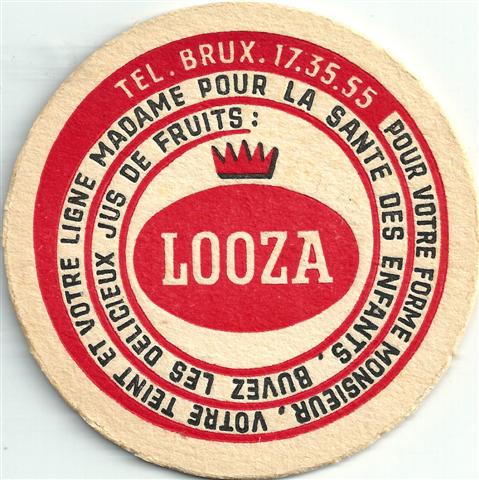 TEL. BRUX. 17.35.55
POUR VOTRE FORME MONSIEUR, VOTRE TEINT ET VOTRE LIGNE MADAME POUR LA SANTE DES ENFANTS, BUVEZ LES DELICIEUX JUS DE FRUITS:
LOOZA